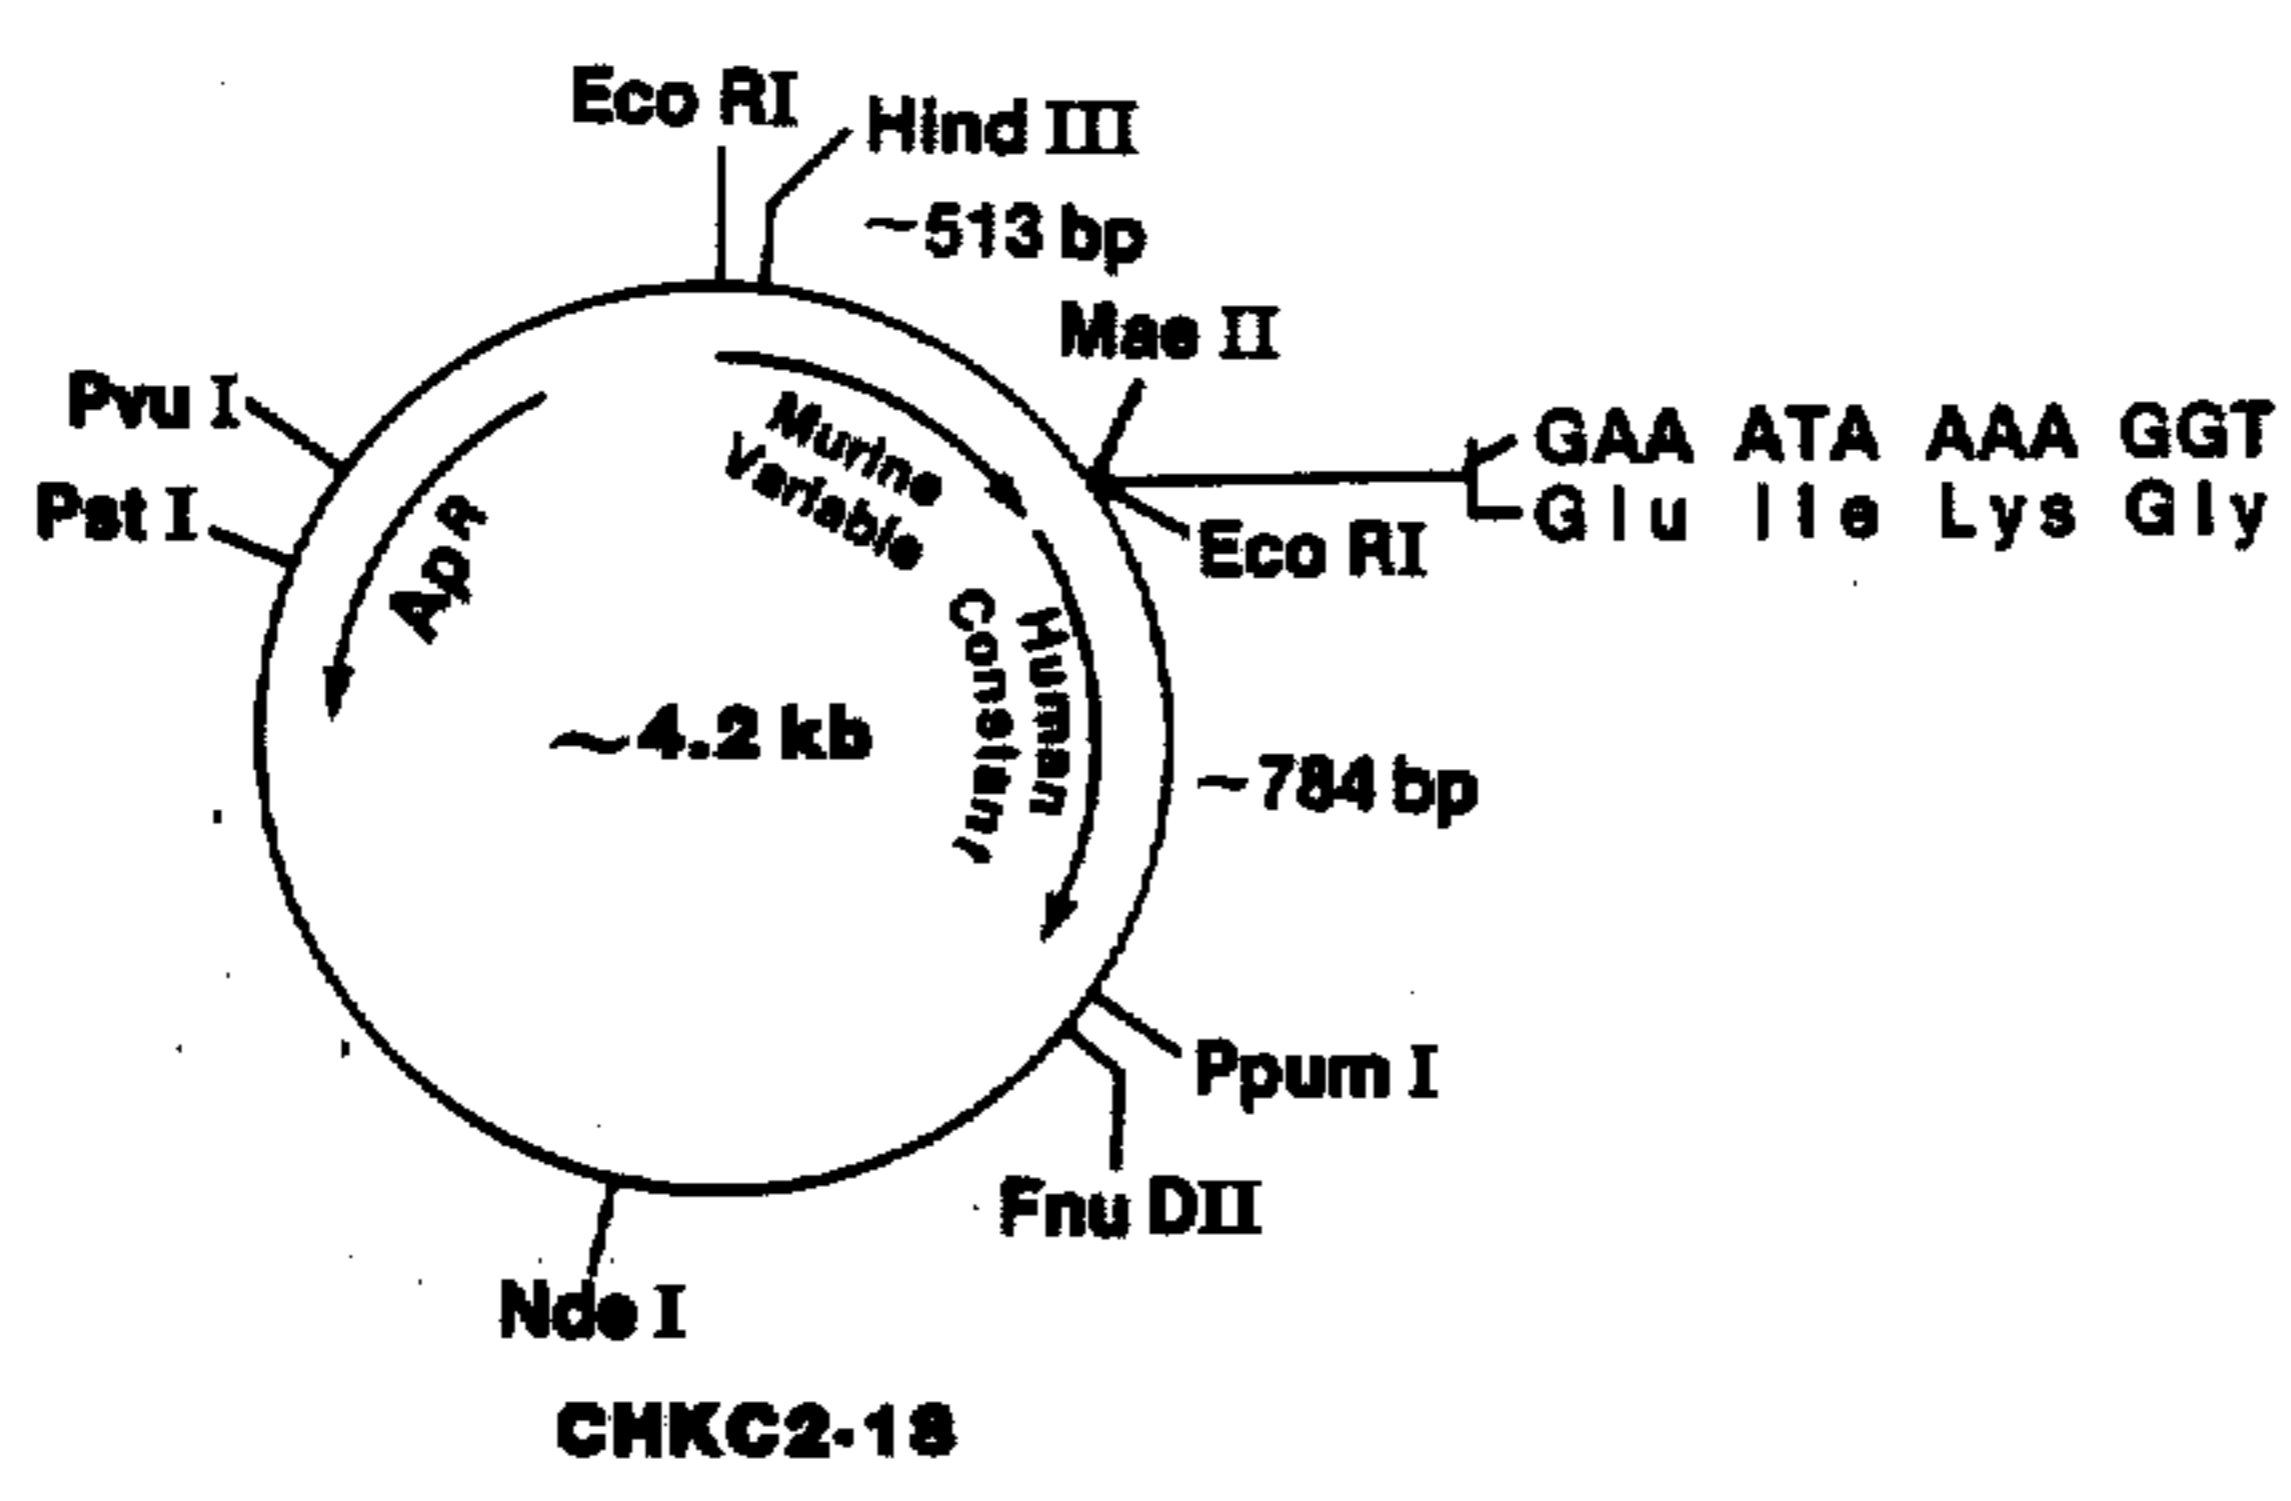 Eco RI
Hind III
~513 bp
Mae II
Pvu I
Pst I
GAA ATA AAA GGT
Glu Ile Lys Gly
Eco RI
Murine
Variable
Ap R
Human
Constant
~4.2 kb
~784 bp
Ppum I
Fnu DII
Nde I
CHKC2-18